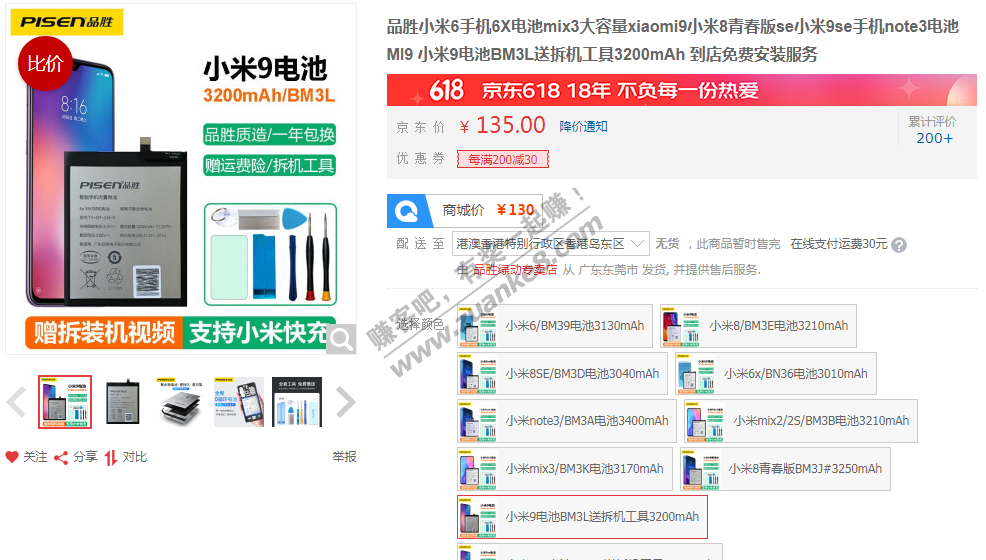 PISEN品胜
比价
8:16
小米9电池
3200mAh/BM3L
品胜质造/一年包换
赠运费险/拆机工具
PISEN品胜
赠拆装机视频
支持小米快充
关注
分享
对比
举报
品胜小米6手机6X电池mix3大容量xiaomi9小米8青春版se小米9se手机note3电池
MI9 小米9电池BM3L送拆机工具3200mAh 到店免费安装服务
618 京东618 18年 不负每一份热爱
京 东 价
¥ 135.00
降价通知
累计评价
200+
优 惠 券
每满200减30
商城价
¥130
配 送 至
港澳香港特别行政区香港岛东区
无货 ，此商品暂时售完
在线支付运费30元
?
由 品胜绿动专卖店 从 广东东莞市 发货, 并提供售后服务.
选择颜色
小米6/BM39电池3130mAh
小米8/BM3E电池3210mAh
小米8SE/BM3D电池3040mAh
小米6x/BN36电池3010mAh
小米note3/BM3A电池3400mAh
小米mix2/2S/BM3B电池3210mAh
小米mix3/BM3K电池3170mAh
小米8青春版BM3J#3250mAh
小米9电池BM3L送拆机工具3200mAh
赚客吧，有奖一起赚！
www.zuanke8.com